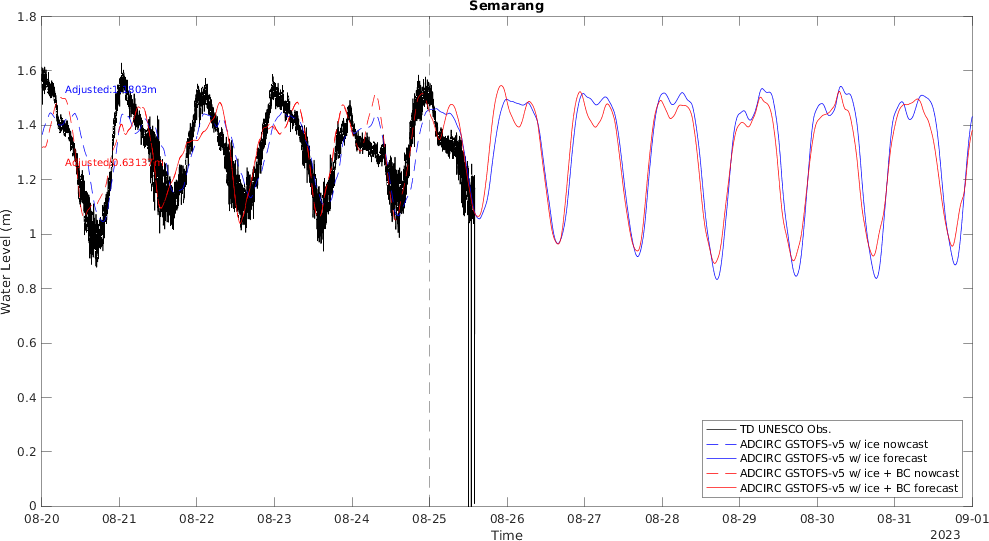 Semarang
1.8
1.6
1.4
1.2
1
0.8
0.6
0.4
0.2
0
Water Level (m)
Adjusted:
Adjusted:0.6313
TD UNESCO Obs.
ADCIRC GSTOFS-v5 w/ ice nowcast
ADCIRC GSTOFS-v5 w/ ice forecast
ADCIRC GSTOFS-v5 w/ ice + BC nowcast
ADCIRC GSTOFS-v5 w/ ice + BC forecast
08-20 08-21 08-22 08-23 08-24 08-25 08-26 08-27 08-28 08-29 08-30 08-31 09-01
Time
2023